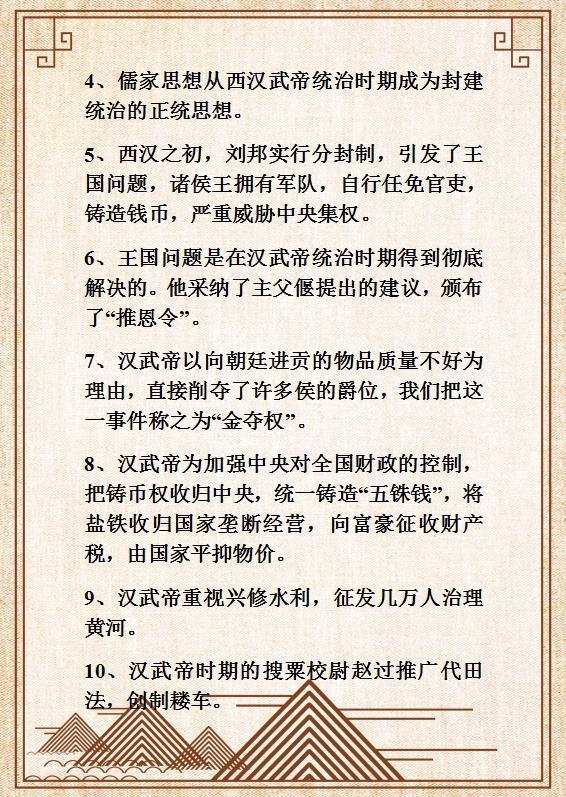 4、儒家思想从西汉武帝统治时期成为封建
统治的正统思想。
5、西汉之初，刘邦实行分封制，引发了王
国问题，诸侯王拥有军队，自行任免官吏，
铸造钱币，严重威胁中央集权。
6、王国问题是在汉武帝统治时期得到彻底
解决的。他采纳了主父偃提出的建议，颁布
了“推恩令”。
7、汉武帝以向朝廷进贡的物品质量不好为
理由，直接削夺了许多侯的爵位，我们把这
一事件称之为“金夺权”。
8、汉武帝为加强中央对全国财政的控制，
把铸币权收归中央，统一铸造“五铢钱”，将
盐铁收归国家垄断经营，向富豪征收财产
税，由国家平抑物价。
9、汉武帝重视兴修水利，征发几万人治理
黄河。
10、汉武帝时期的搜粟校尉赵过推广代田
法，创制耧车。